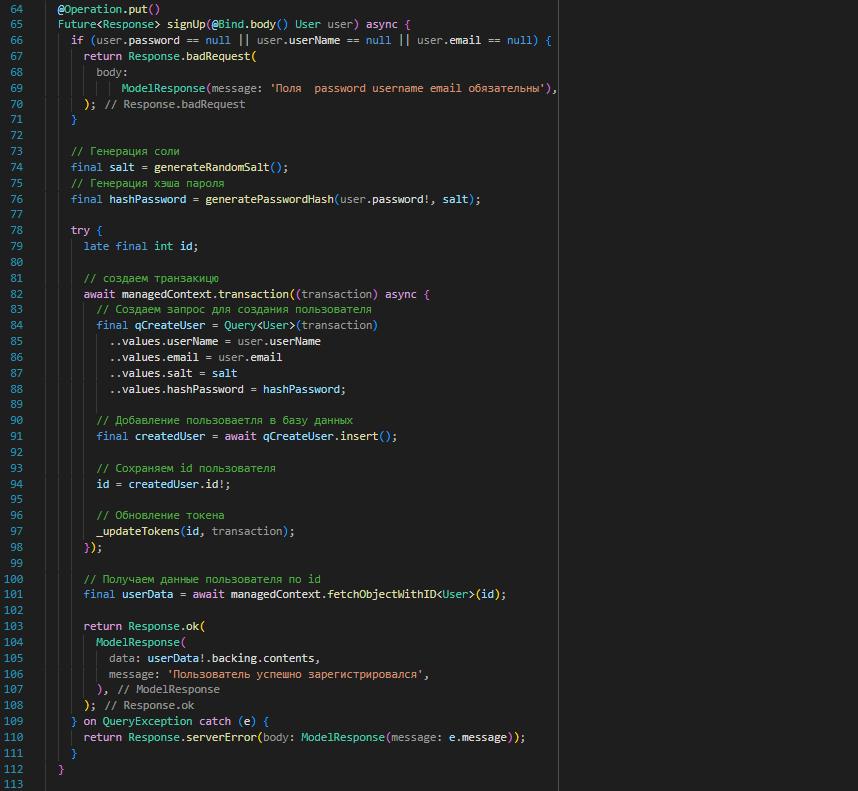 64 @Operation.put()
65 Future<Response> signUp(@Bind.body() User user) async {
66 if (user.password == null || user.userName == null || user.email == null) {
67 return Response.badRequest(
68 body:
69 ModelResponse(message: 'Поля  password username email обязательны'),
70 ); // Response.badRequest
71 }
72
73 // Генерация соли
74 final salt = generateRandomSalt();
75 // Генерация хэша пароля
76 final hashPassword = generatePasswordHash(user.password!, salt);
77
78 try {
79 late final int id;
80
81 // создаем транзакицю
82 await managedContext.transaction((transaction) async {
83 // Создаем запрос для создания пользователя
84 final qCreateUser = Query<User>(transaction)
85 ..values.userName = user.userName
86 ..values.email = user.email
87 ..values.salt = salt
88 ..values.hashPassword = hashPassword;
89
90 // Добавление пользоваетля в базу данных
91 final createdUser = await qCreateUser.insert();
92
93 // Сохраняем id пользователя
94 id = createdUser.id!;
95
96 // Обновление токена
97 _updateTokens(id, transaction);
98 });
99
100 // Получаем данные пользователя по id
101 final userData = await managedContext.fetchObjectWithID<User>(id);
102
103 return Response.ok(
104 ModelResponse(
105 data: userData!.backing.contents,
106 message: 'Пользователь успешно зарегистрировался',
107 ), // ModelResponse
108 ); // Response.ok
109 } on QueryException catch (e) {
110 return Response.serverError(body: ModelResponse(message: e.message));
111 }
112 }
113